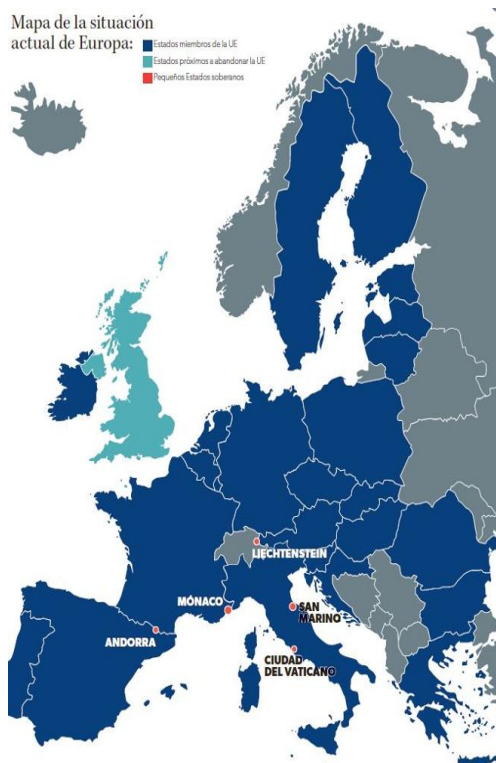 Mapa de la situación
actual de Europa:
Estados miembros de la UE
Estados próximos a abandonar la UE
Pequeños Estados soberanos
LIECHTENSTEIN
MÓNACO
SAN
MARINO
ANDORRA
CIUDAD
DEL VATICANO